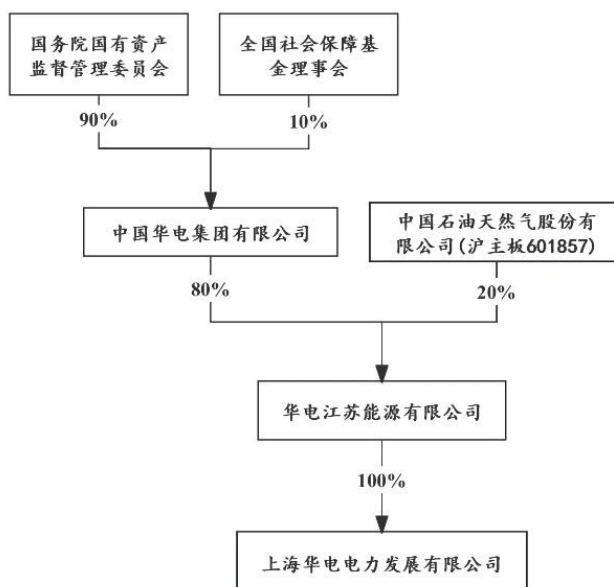 国务院国有资产
监督管理委员会
全国社会保障基
金理事会
90%
10%
中国华电集团有限公司
中国石油天然气股份有
限公司(沪主板601857)
80%
20%
华电江苏能源有限公司
100%
上海华电电力发展有限公司